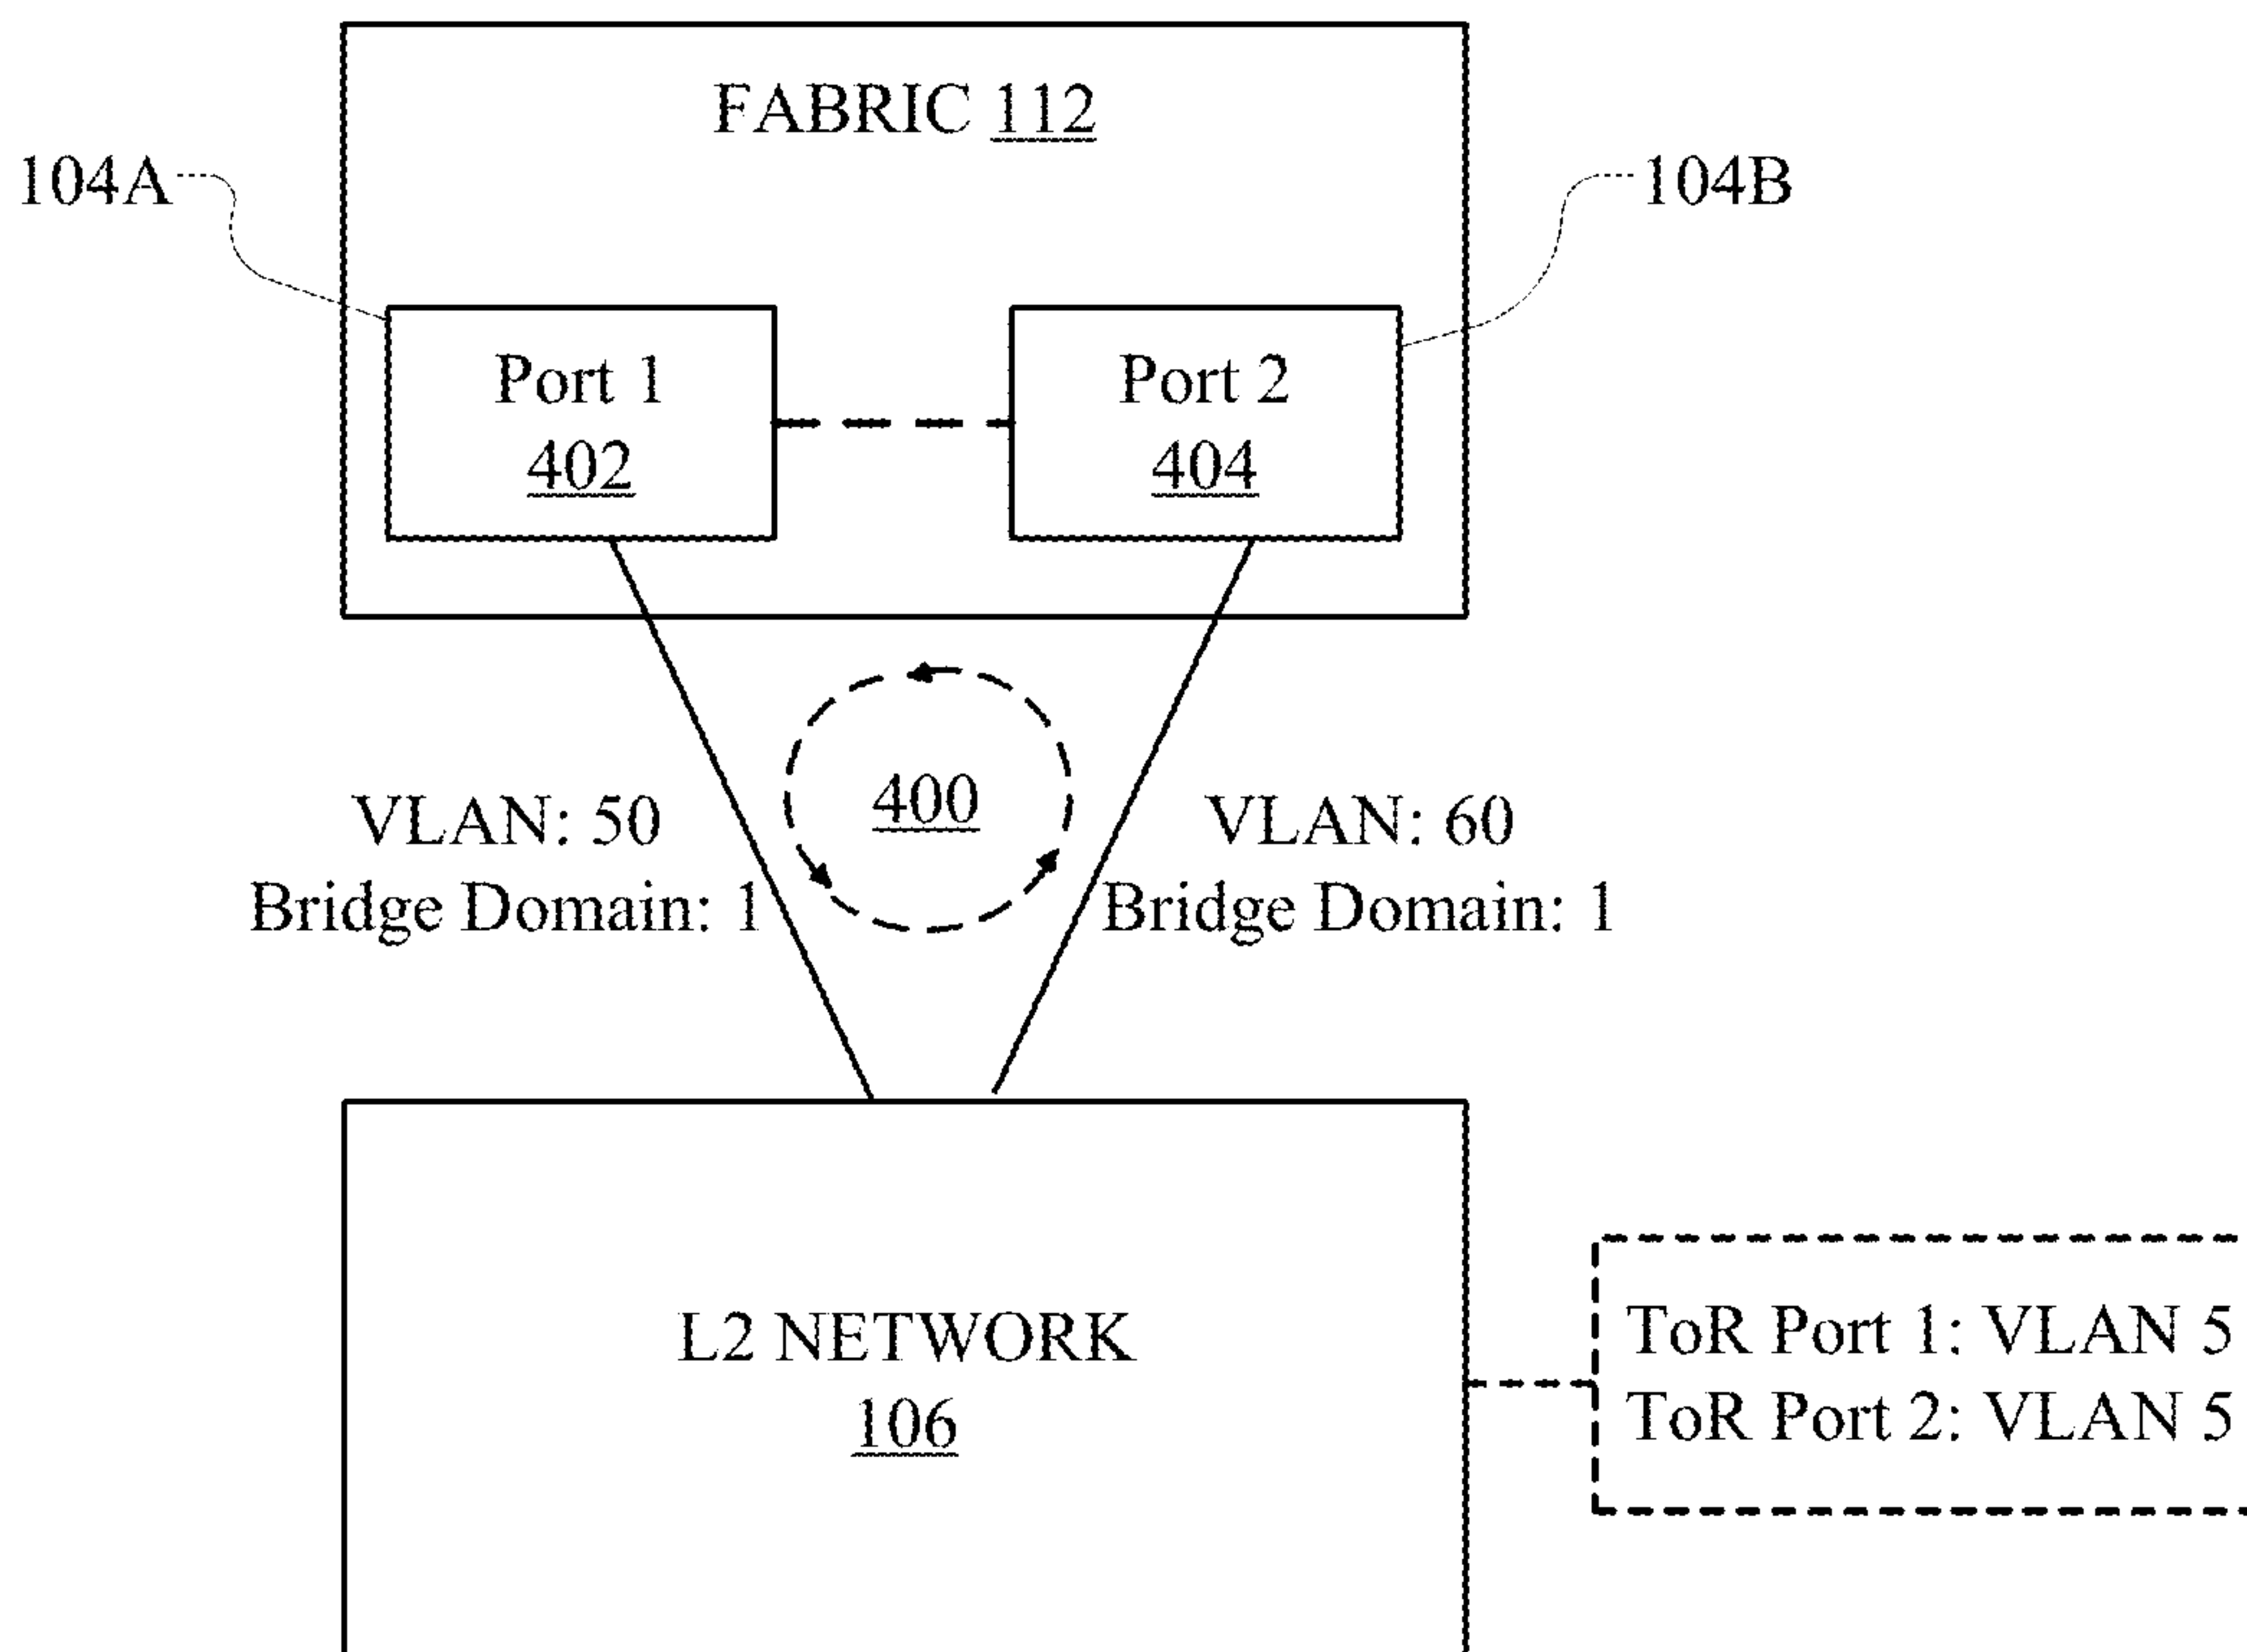 FABRIC 112
104A
104B
Port 1
402
Port 2
404
400
VLAN: 50
Bridge Domain: 1
VLAN: 60
Bridge Domain: 1
L2 NETWORK
106
ToR Port 1: VLAN 5
ToR Port 2: VLAN 5